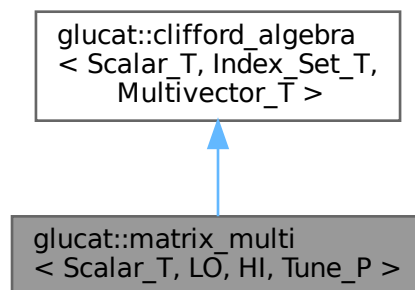 glucat::clifford_algebra
< Scalar_T, Index_Set_T,
Multivector_T >
glucat::matrix_multi
< Scalar_T, LO, HI, Tune_P >